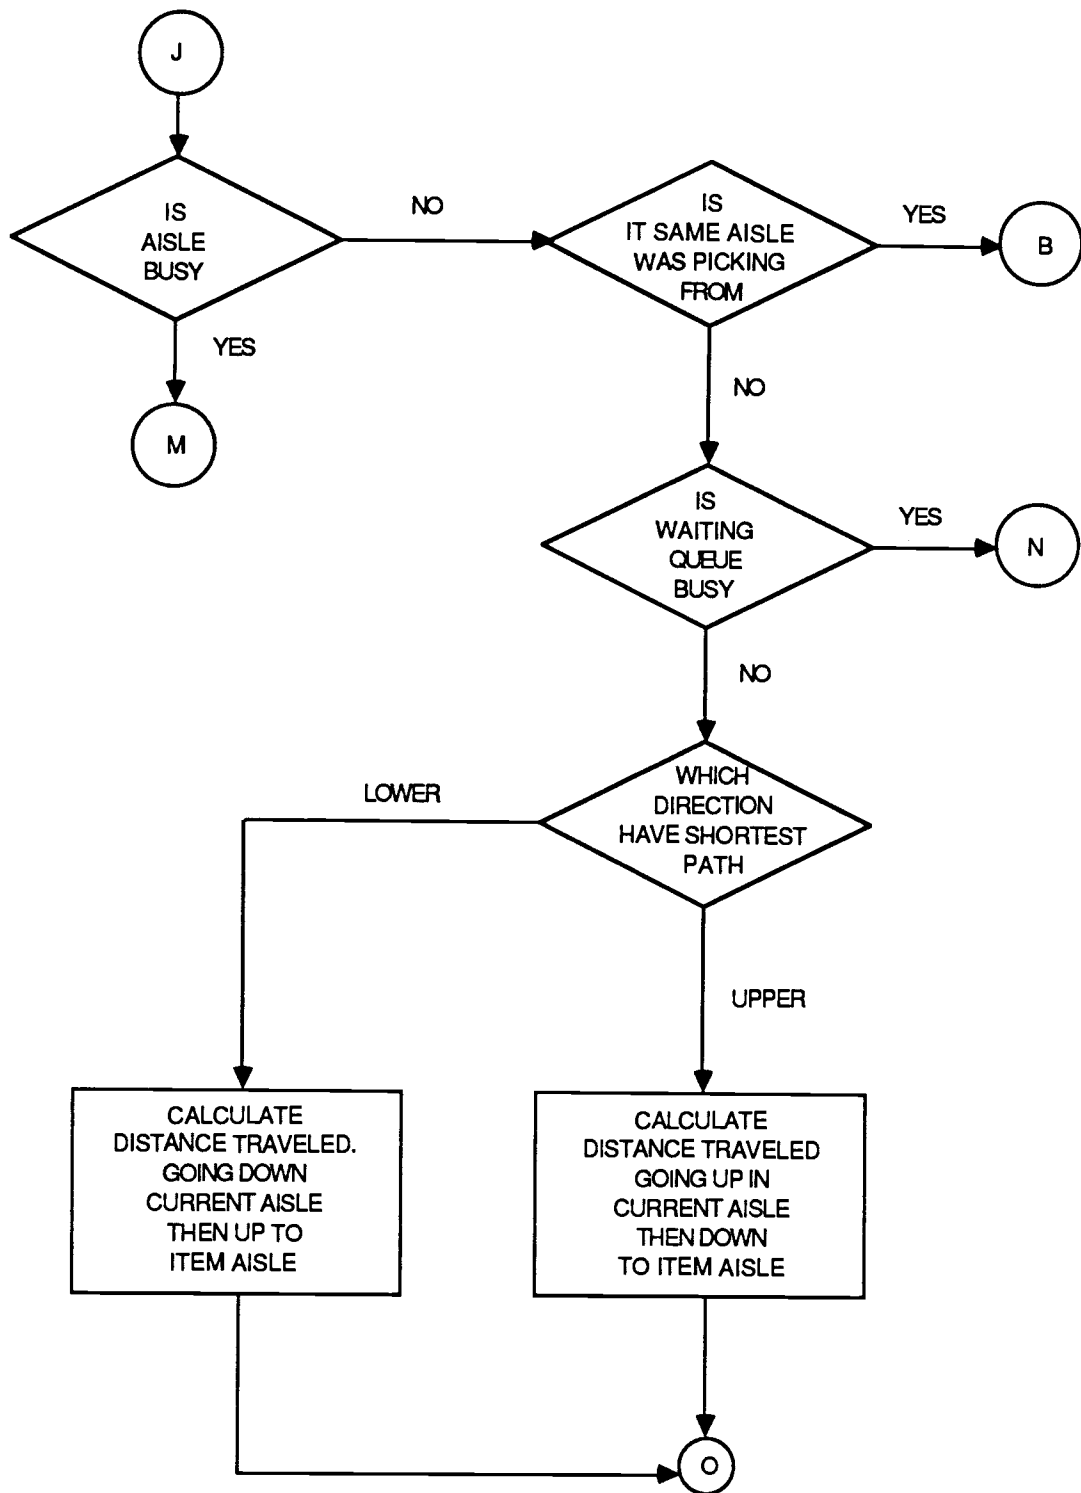 J
IS
AISLE
BUSY
NO
IS
IT SAME AISLE
WAS PICKING
FROM
YES
B
YES
M
NO
IS
WAITING
QUEUE
BUSY
YES
N
NO
WHICH
DIRECTION
HAVE SHORTEST
PATH
LOWER
UPPER
CALCULATE
DISTANCE TRAVELED.
GOING DOWN
CURRENT AISLE
THEN UP TO
ITEM AISLE
CALCULATE
DISTANCE TRAVELED
GOING UP IN
CURRENT AISLE
THEN DOWN
TO ITEM AISLE
O